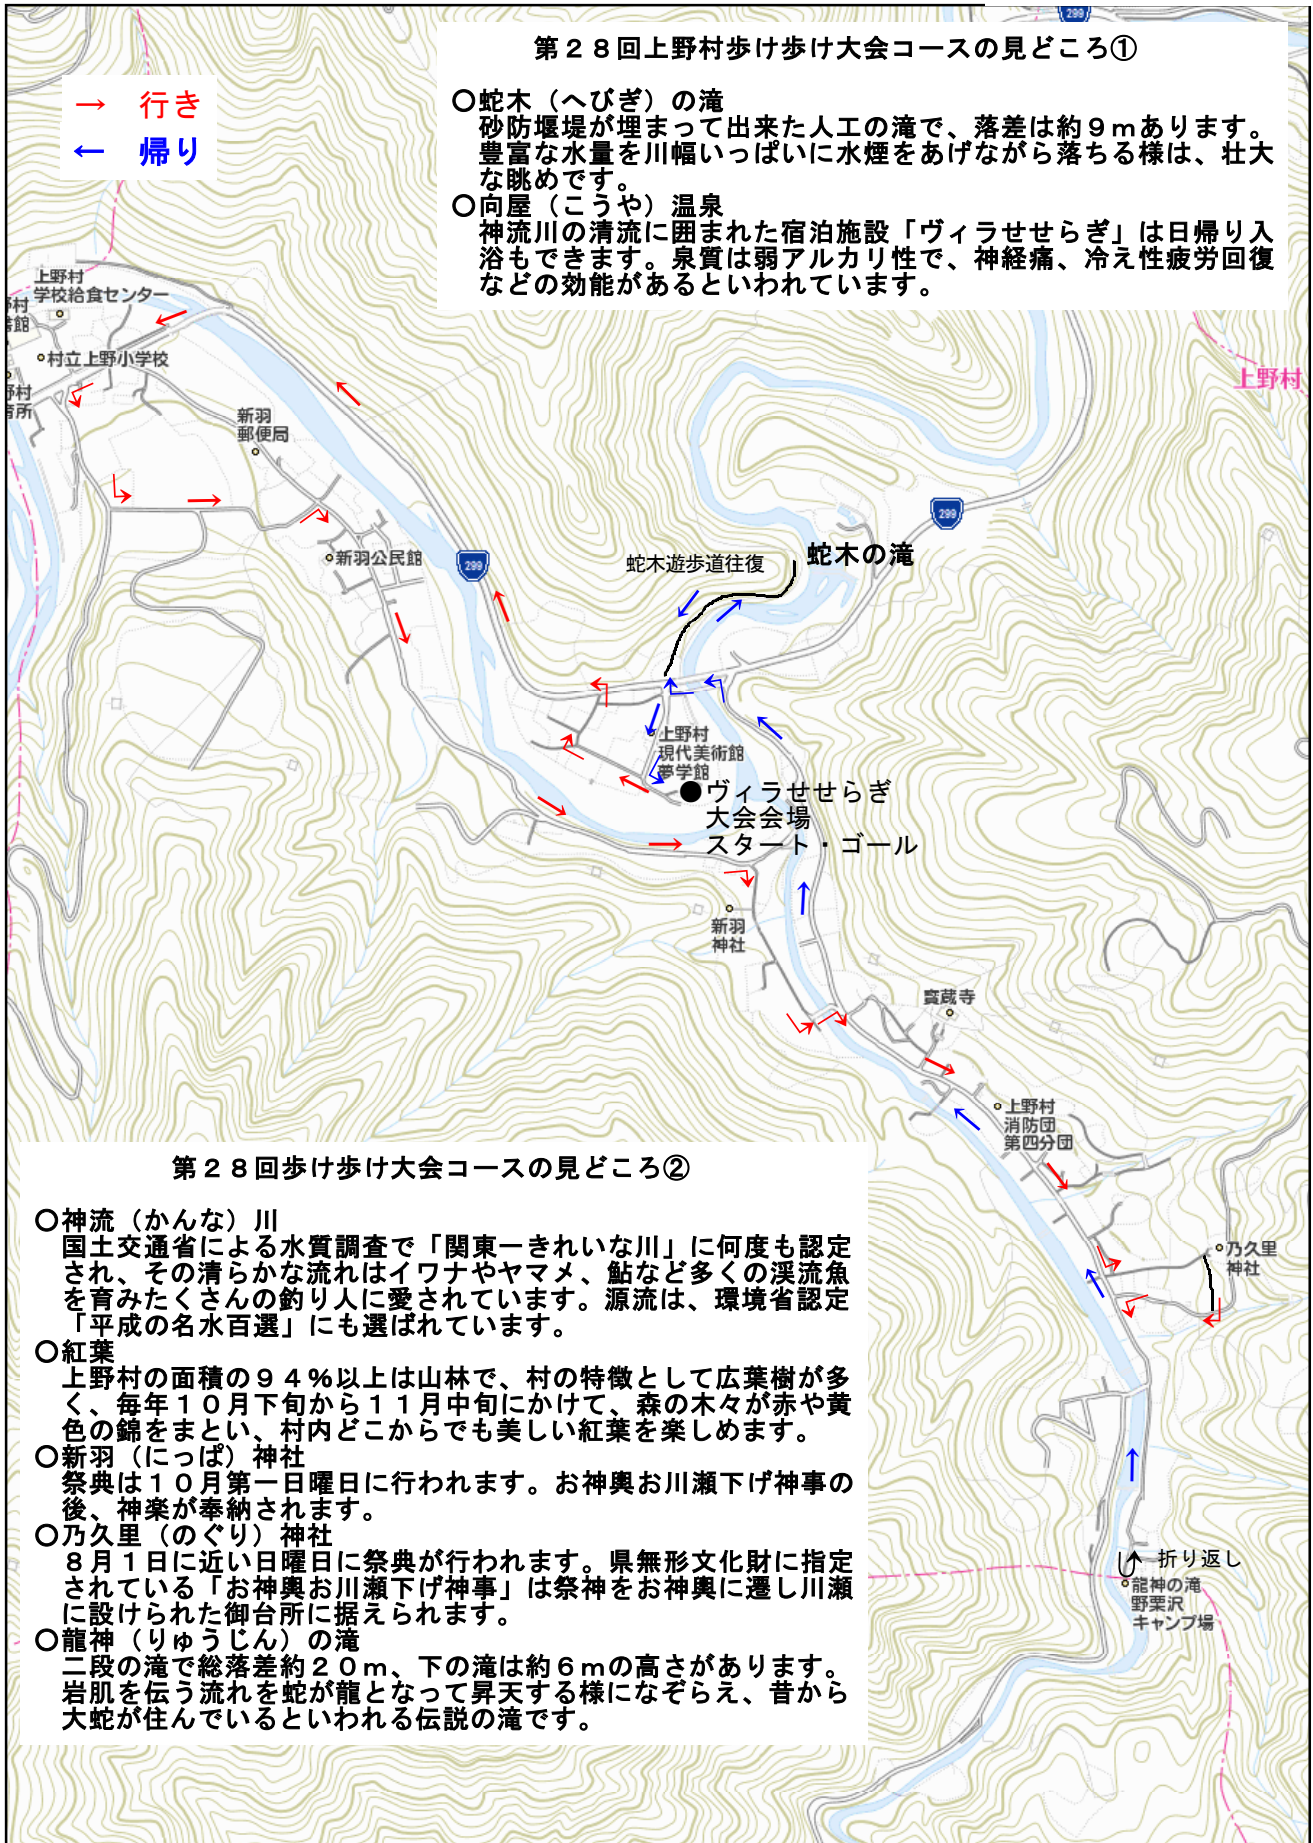 299
第２８回上野村歩け歩け大会コースの見どころ①
→ 行き
← 帰り
〇蛇木（へびぎ）の滝
砂防堰堤が埋まって出来た人工の滝で、落差は約９ｍあります。
豊富な水量を川幅いっぱいに水煙をあげながら落ちる様は、壮大
な眺めです。
〇向屋（こうや）温泉
神流川の清流に囲まれた宿泊施設「ヴィラせせらぎ」は日帰り入
浴もできます。泉質は弱アルカリ性で、神経痛、冷え性疲労回復
などの効能があるといわれています。
上野村
学校給食センター
村
館
村立上野小学校
村
所
新羽
郵便局
上野村
299
新羽公民館
299
蛇木遊歩道往復
蛇木の滝
上野村
現代美術館
夢学館
●ヴィラせせらぎ
大会会場
スタート・ゴール
新羽
神社
宝蔵寺
上野村
消防団
第四分団
乃久里
神社
折り返し
龍神の滝
野栗沢
キャンプ場
第２８回歩け歩け大会コースの見どころ②
〇神流（かんな）川
国土交通省による水質調査で「関東一きれいな川」に何度も認定
され、その清らかな流れはイワナやヤマメ、鮎など多くの渓流魚
を育みたくさんの釣り人に愛されています。源流は、環境省認定
「平成の名水百選」にも選ばれています。
〇紅葉
上野村の面積の９４％以上は山林で、村の特徴として広葉樹が多
く、毎年１０月下旬から１１月中旬にかけて、森の木々が赤や黄
色の錦をまとい、村内どこからでも美しい紅葉を楽しめます。
〇新羽（にっぱ）神社
祭典は１０月第一日曜日に行われます。お神輿お川瀬下げ神事の
後、神楽が奉納されます。
〇乃久里（のぐり）神社
８月１日に近い日曜日に祭典が行われます。県無形文化財に指定
されている「お神輿お川瀬下げ神事」は祭神をお神輿に遷し川瀬
に設けられた御台所に据えられます。
〇龍神（りゅうじん）の滝
二段の滝で総落差約２０ｍ、下の滝は約６ｍの高さがあります。
岩肌を伝う流れを蛇が龍となって昇天する様になぞらえ、昔から
大蛇が住んでいるといわれる伝説の滝です。